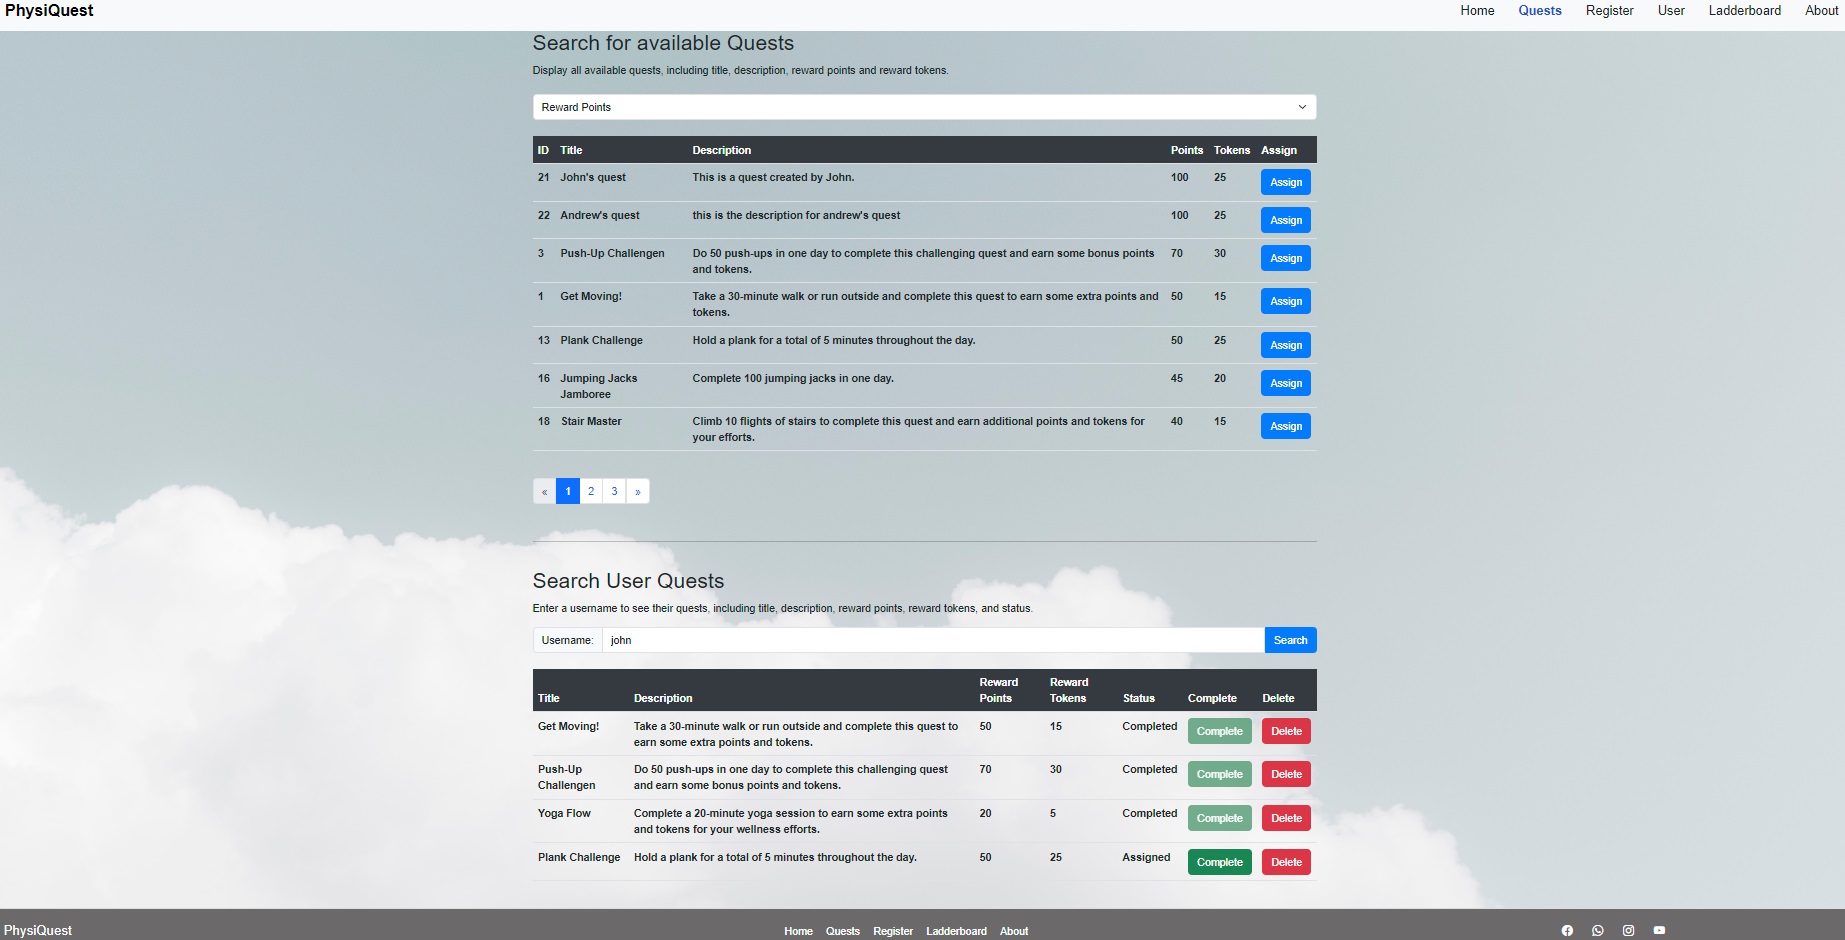 PhysiQuest
Home Quests Register User Ladderboard About
Search for available Quests
Display all available quests, including title, description, reward points and reward tokens.
Reward Points
ID Title Description Points Tokens Assign
21 John's quest This is a quest created by John. 100 25 Assign
22 Andrew's quest this is the description for andrew's quest 100 25 Assign
3 Push-Up Challengen Do 50 push-ups in one day to complete this challenging quest and earn some bonus points 70 30 Assign
and tokens.
1 Get Moving! Take a 30-minute walk or run outside and complete this quest to earn some extra points and 50 15 Assign
tokens.
13 Plank Challenge Hold a plank for a total of 5 minutes throughout the day. 50 25 Assign
16 Jumping Jacks Complete 100 jumping jacks in one day. 45 20 Assign
Jamboree
18 Stair Master Climb 10 flights of stairs to complete this quest and earn additional points and tokens for 40 15 Assign
your efforts.
« 1 2 3 »
Search User Quests
Enter a username to see their quests, including title, description, reward points, reward tokens, and status.
Username: john Search
Reward Reward
Title Description Points Tokens Status Complete Delete
Get Moving! Take a 30-minute walk or run outside and complete this quest to 50 15 Completed Complete Delete
earn some extra points and tokens.
Push-Up Do 50 push-ups in one day to complete this challenging quest 70 30 Completed Complete Delete
Challengen and earn some bonus points and tokens.
Yoga Flow Complete a 20-minute yoga session to earn some extra points 20 5 Completed Complete Delete
and tokens for your wellness efforts.
Plank Challenge Hold a plank for a total of 5 minutes throughout the day. 50 25 Assigned Complete Delete
PhysiQuest Home Quests Register Ladderboard About